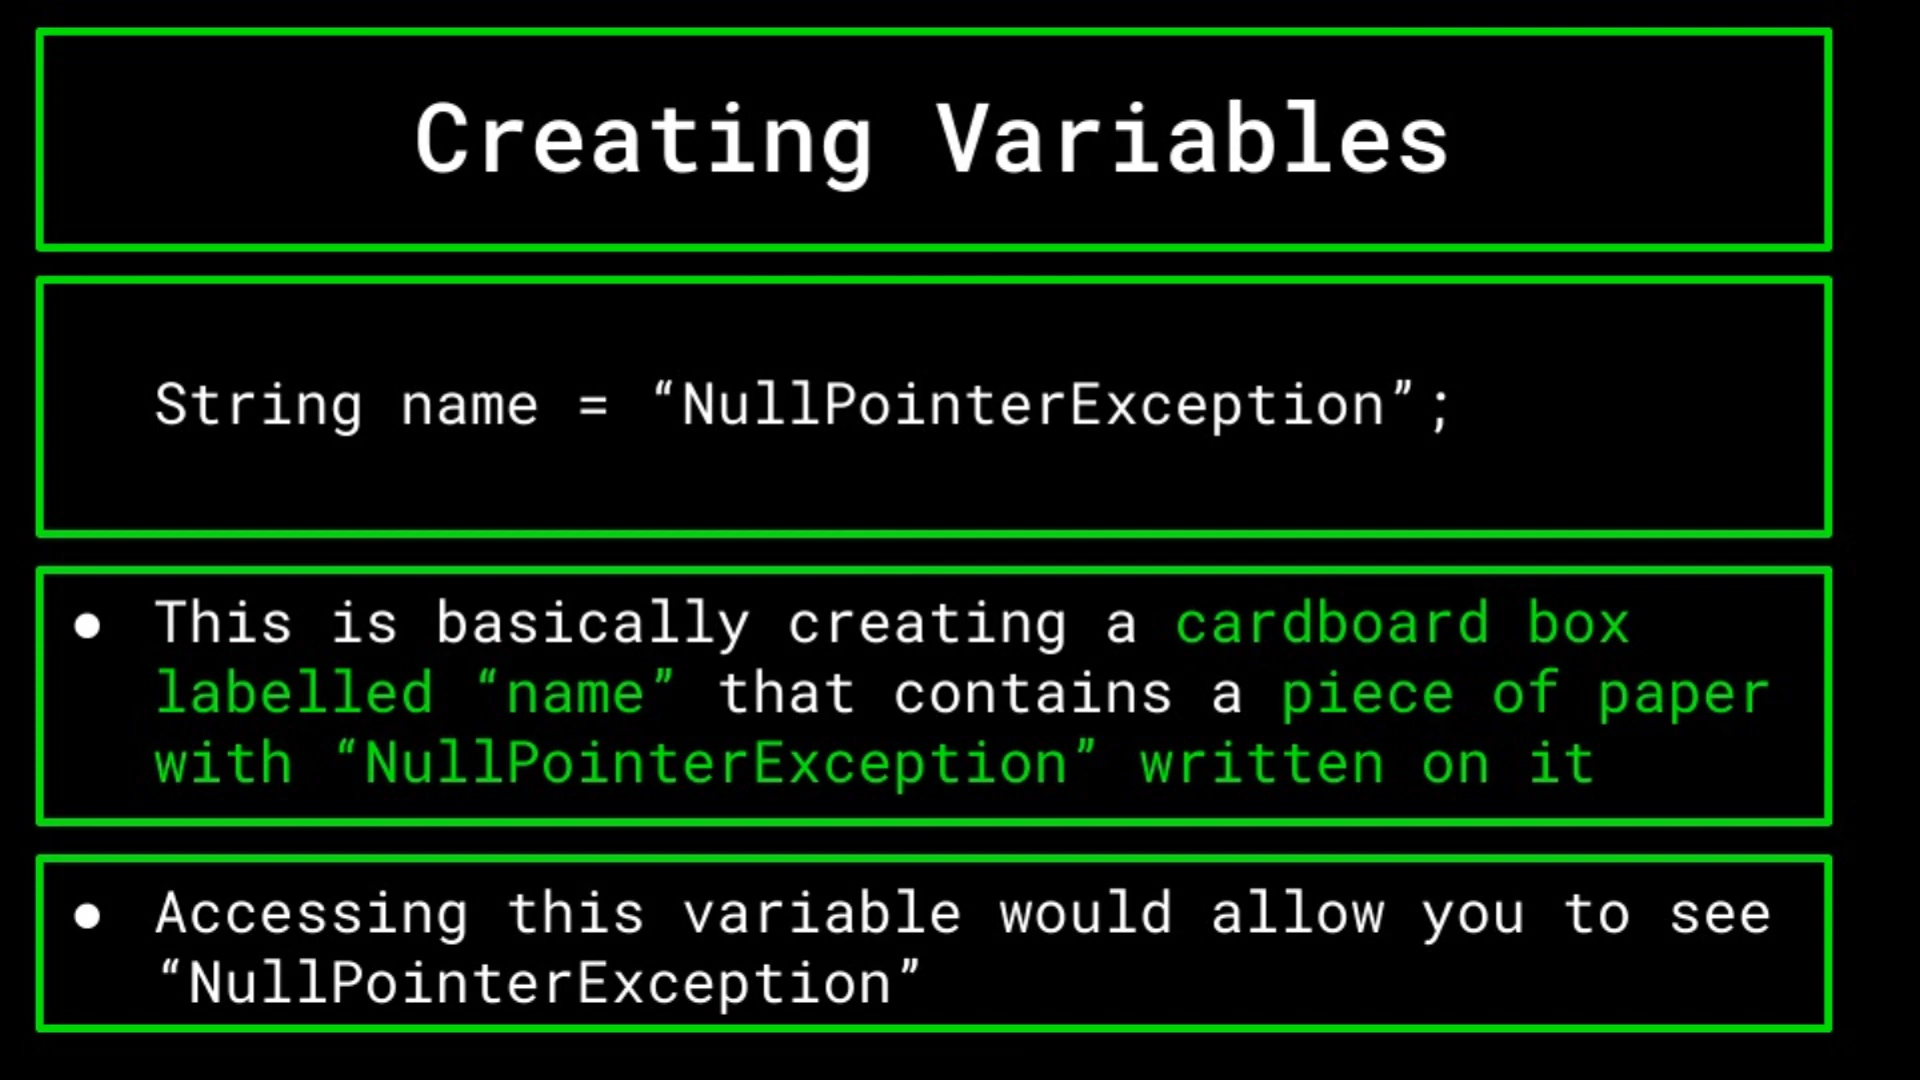 Creating Variables
String name = “NullPointerException”;
● This is basically creating a cardboard box
labelled “name” that contains a piece of paper
with “NullPointerException” written on it
● Accessing this variable would allow you to see
“NullPointerException”